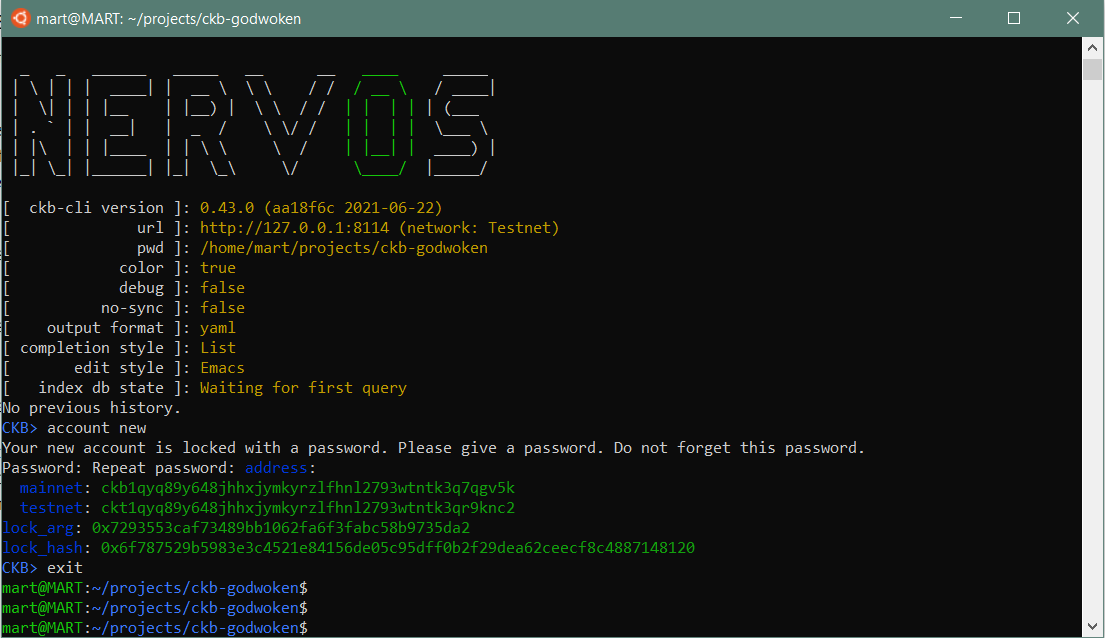 mart@MART: ~/projects/ckb-godwoken
NERVOS
[ ckb-cli version ]: 0.43.0 (aa18f6c 2021-06-22)
[ url ]: http://127.0.0.1:8114 (network: Testnet)
[ pwd ]: /home/mart/projects/ckb-godwoken
[ color ]: true
[ debug ]: false
[ no-sync ]: false
[ output format ]: yaml
[ completion style ]: List
[ edit style ]: Emacs
[ index db state ]: Waiting for first query
No previous history.
CKB> account new
Your new account is locked with a password. Please give a password. Do not forget this password.
Password: Repeat password: address:
mainnet: ckb1qyq89y648jhhxjymkyrzlfhnl2793wtntk3q7qgv5k
testnet: ckt1qyq89y648jhhxjymkyrzlfhnl2793wtntk3qr9knc2
lock_arg: 0x7293553caf73489bb1062fa6f3fabc58b9735da2
lock_hash: 0x6f787529b5983e3c4521e84156de05c95dff0b2f29dea62ceecf8c4887148120
CKB> exit
mart@MART:~/projects/ckb-godwoken$
mart@MART:~/projects/ckb-godwoken$
mart@MART:~/projects/ckb-godwoken$